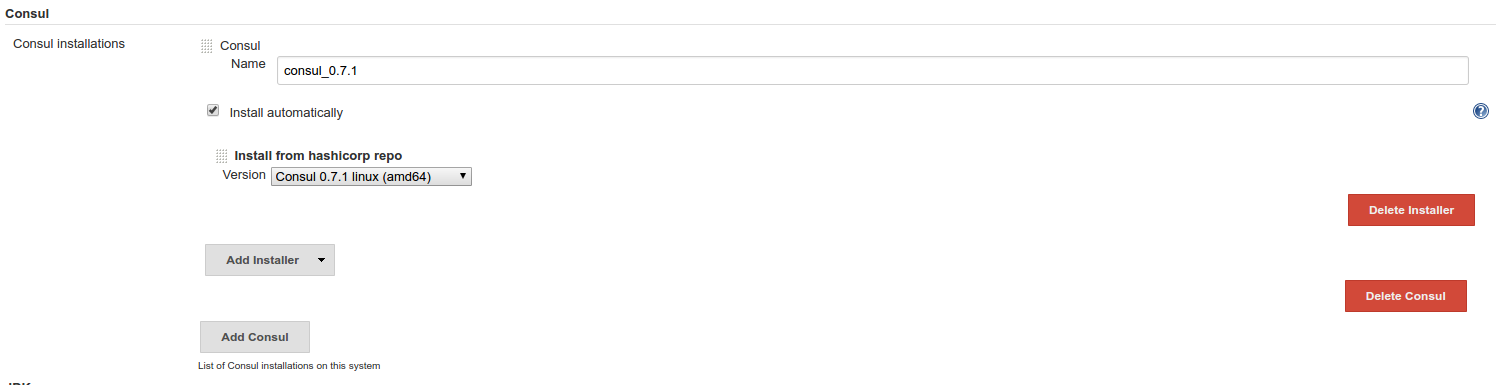 Consul
Consul installations
Consul
Name
consul_0.7.1
Install automatically
?
Install from hashicorp repo
Version
Consul 0.7.1 linux (amd64)
Delete Installer
Add Installer
Delete Consul
Add Consul
List of Consul installations on this system